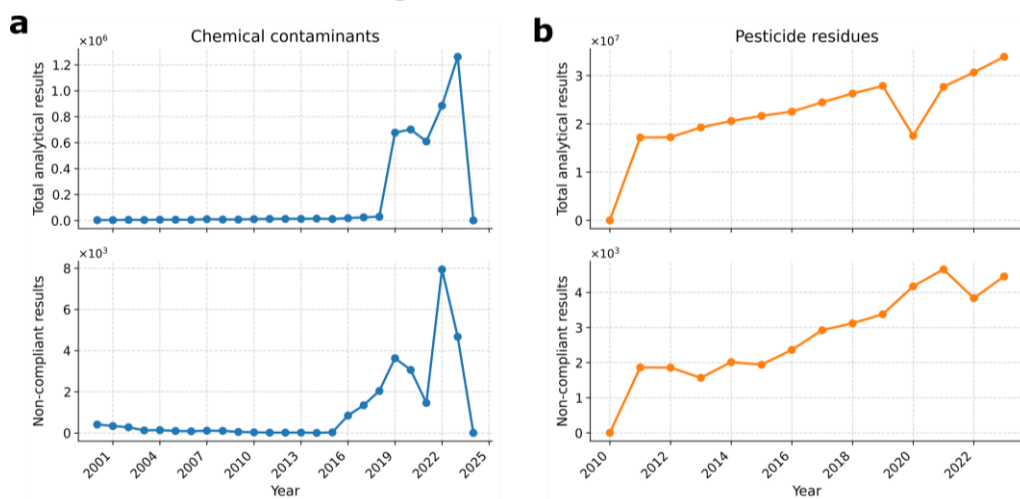 a
Chemical contaminants
×10⁶
Total analytical results
1.2
1.0
0.8
0.6
0.4
0.2
0.0
×10³
Non-compliant results
8
6
4
2
0
2001 2004 2007 2010 2013 2016 2019 2022 2025
Year
b
Pesticide residues
×10⁷
Total analytical results
3
2
1
0
×10³
Non-compliant results
4
3
2
1
0
2010 2012 2014 2016 2018 2020 2022
Year